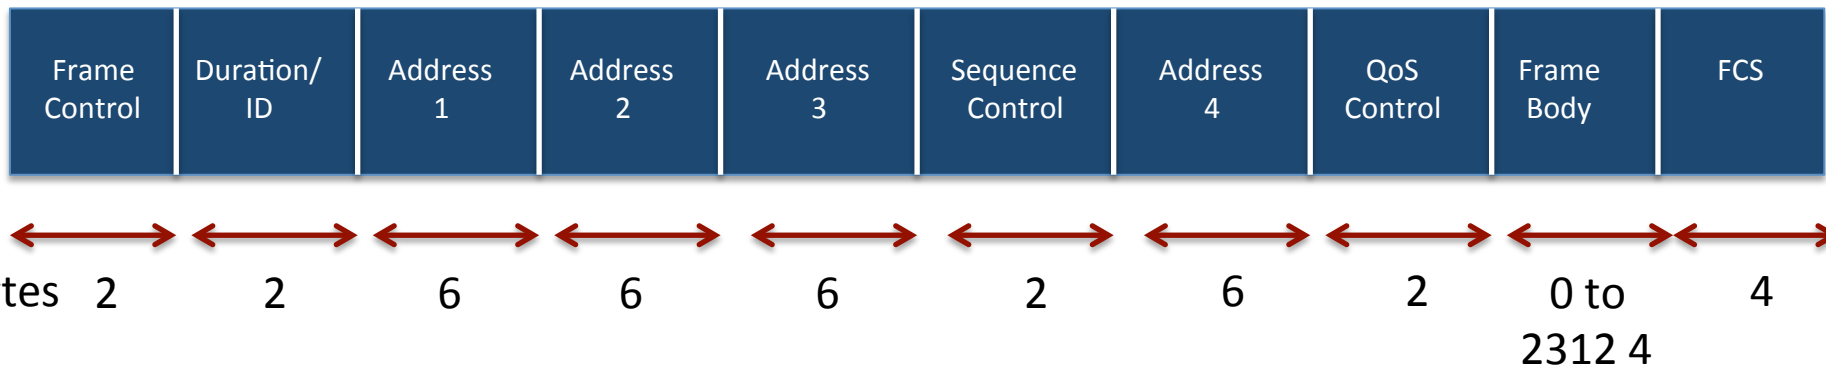 Frame Control
Duration/ ID
Address 1
Address 2
Address 3
Sequence Control
Address 4
QoS Control
Frame Body
FCS
tes 2 2 6 6 6 2 6 2 0 to 4
2312 4